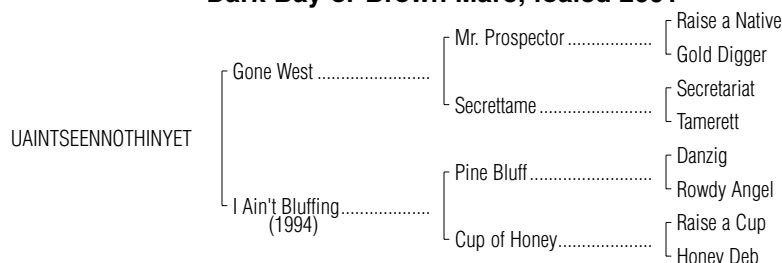 Dark Bay or Brown Mare; foaled 2001
Raise a Native
Mr. Prospector
Gold Digger
Gone West
Secretariat
Secrettame
Tamerett
UAINTSEENNOTHINYET
Danzig
Pine Bluff
Rowdy Angel
I Ain't Bluffing
(1994)
Raise a Cup
Cup of Honey
Honey Deb